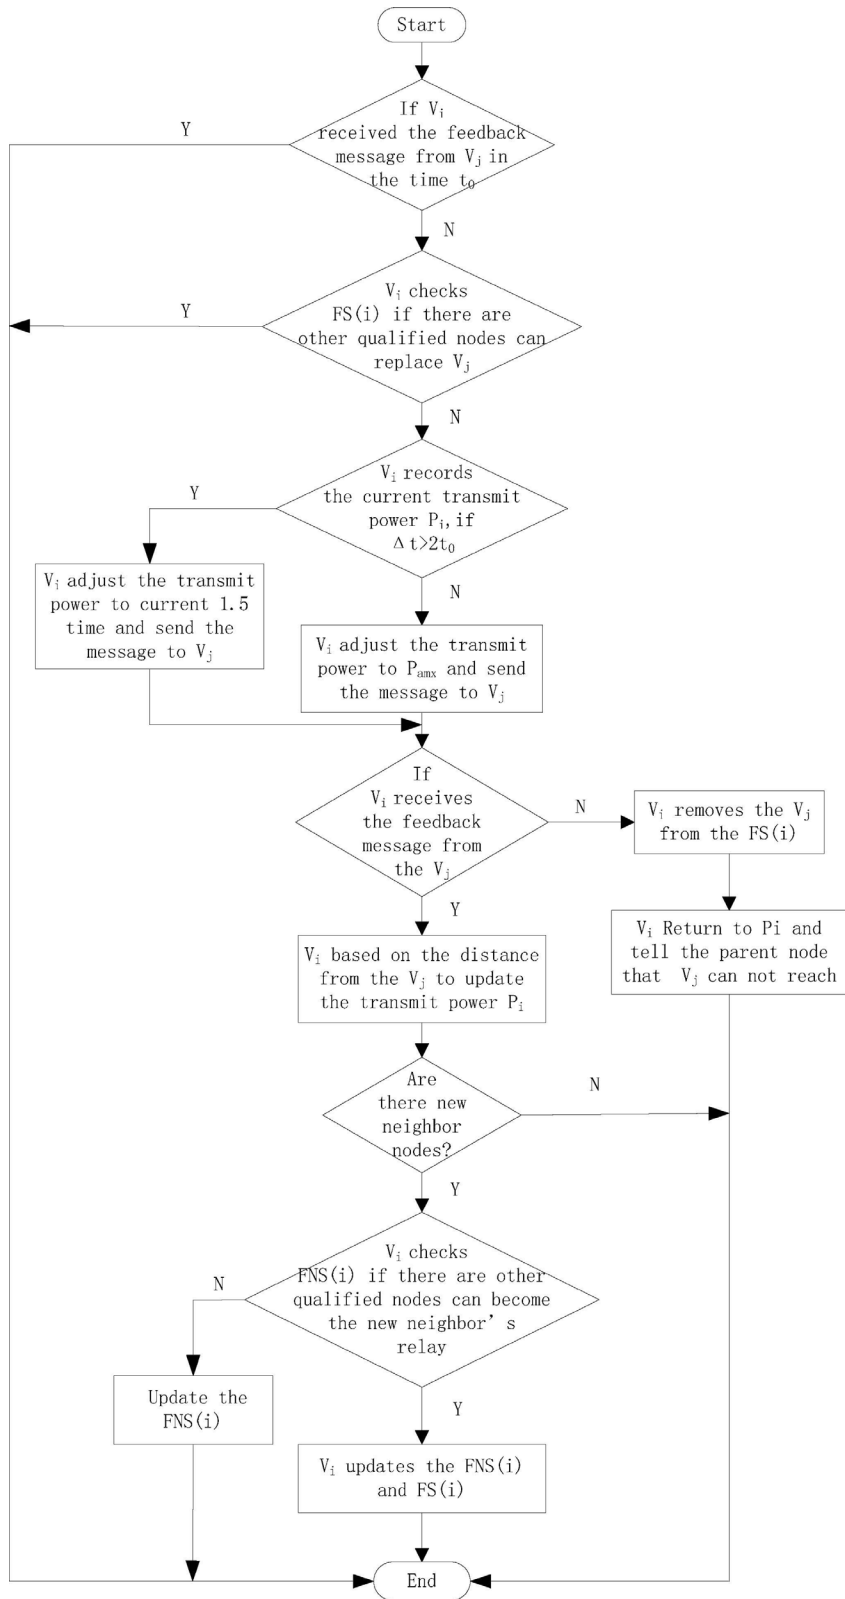 Start
If Vi
received the feedback
message from Vj in
the time t0
Y
N
Vi checks
FS(i) if there are
other qualified nodes can
replace Vj
Y
N
Vi records
the current transmit
power Pi, if
Δt>2t0
Y
N
Vi adjust the transmit
power to current 1.5
time and send the
message to Vj
Vi adjust the transmit
power to Pamx and send
the message to Vj
If
Vi receives
the feedback
message from
the Vj
N
Y
Vi removes the Vj
from the FS(i)
Vi Return to Pi and
tell the parent node
that Vj can not reach
Vi based on the distance
from the Vj to update
the transmit power Pi
Are
there new
neighbor
nodes?
N
Y
Vi checks
FNS(i) if there are other
qualified nodes can become
the new neighbor's
relay
N
Y
Update the
FNS(i)
Vi updates the FNS(i)
and FS(i)
End